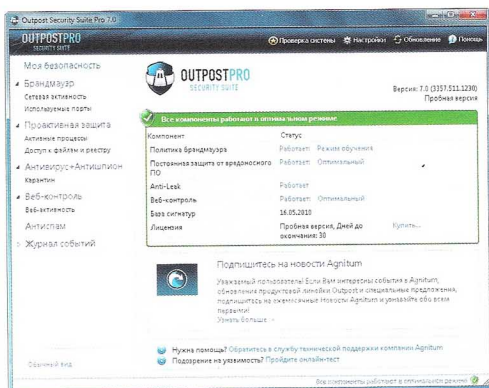 Outpost Security Suite Pro 7.0
OUTPOSTPRO
SECURITY SUITE
Проверка системы Настройки Обновление Помощь
Моя безопасность
Брандмауэр
Сетевая активность
Используемые порты
Проактивная защита
Активные процессы
Доступ к файлам и реестру
Антивирус+Антишпион
Карантин
Веб-контроль
Веб-активность
Антиспам
Журнал событий
Обычный вид
OUTPOSTPRO
SECURITY SUITE
Версия: 7.0 (3357.511.1230)
Пробная версия
Все компоненты работают в оптимальном режиме
Компонент Статус
Политика брандмауэра Работает: Режим обучения
Постоянная защита от вредоносного ПО Работает: Оптимальный
Anti-Leak Работает
Веб-контроль Работает: Оптимальный
База сигнатур 16.05.2010
Лицензия Пробная версия, Дней до окончания: 30 Купить...
Подпишитесь на новости Agnitum
Уважаемый пользователь! Если Вам интересны события в Agnitum,
обновления продуктовой линейки Outpost и специальные предложения,
подпишитесь на ежемесячные Новости Agnitum и узнавайте обо всем
первыми!
Узнать больше
Нужна помощь? Обратитесь в службу технической поддержки компании Agnitum
Подозрение на уязвимость? Пройдите онлайн-тест
Все компоненты работают в оптимальном режиме